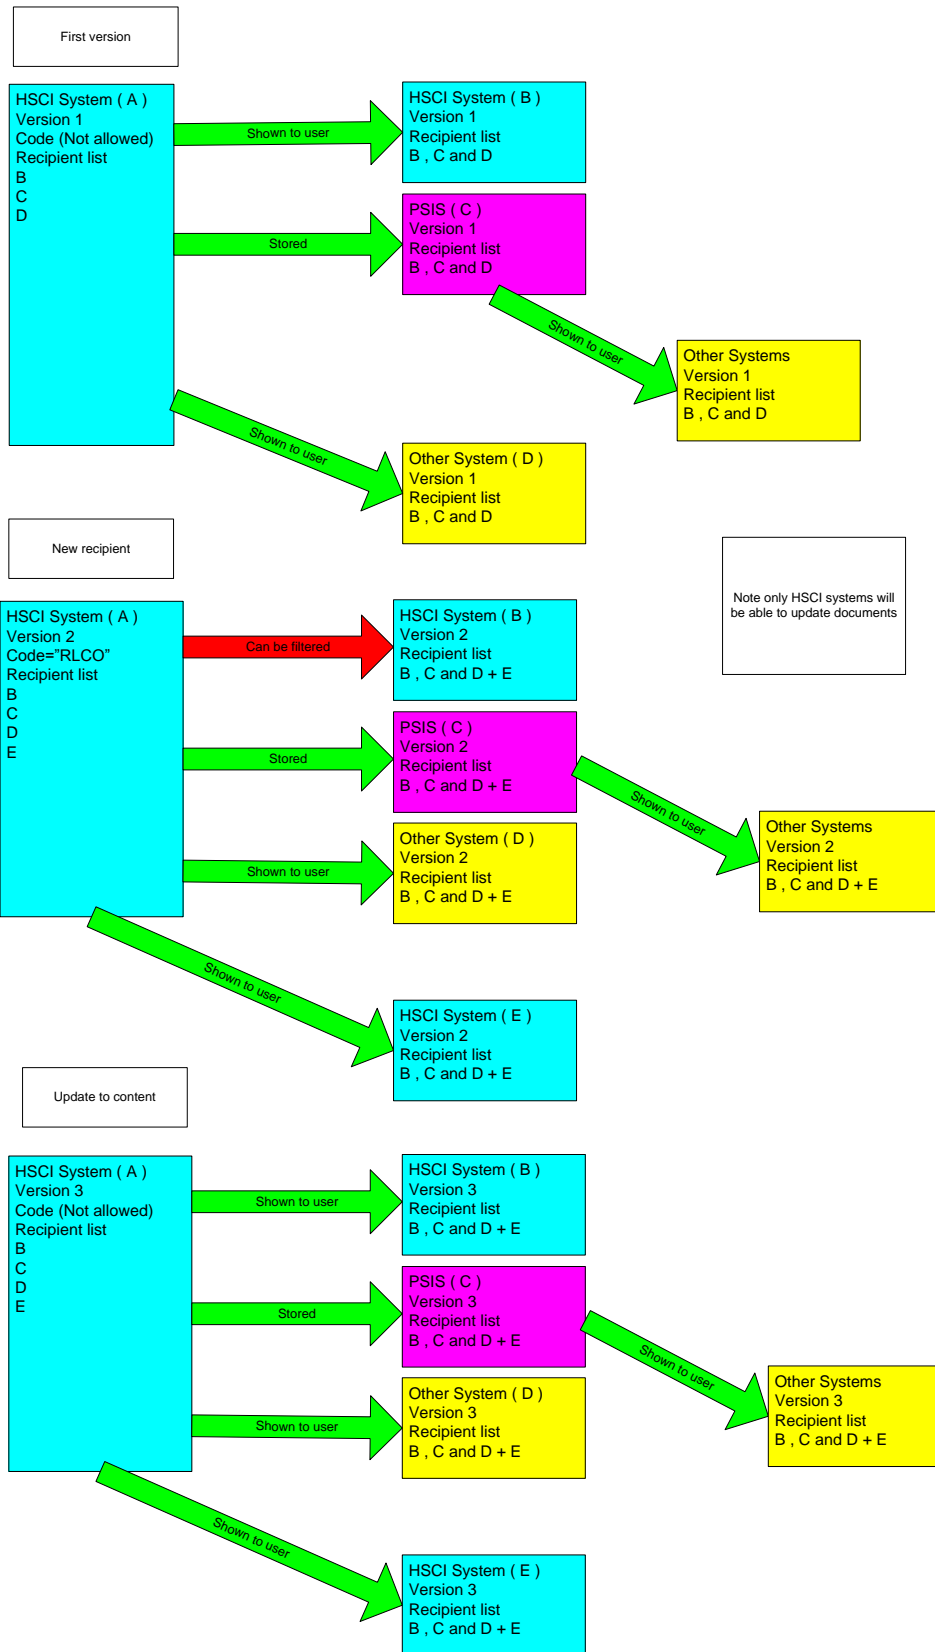 First version
HSCI System ( A )
Version 1
Code (Not allowed)
Recipient list
B
C
D
Shown to user
HSCI System ( B )
Version 1
Recipient list
B , C and D
Stored
PSIS ( C )
Version 1
Recipient list
B , C and D
Shown to user
Other Systems
Version 1
Recipient list
B , C and D
Shown to user
Other System ( D )
Version 1
Recipient list
B , C and D
New recipient
Note only HSCI systems will
be able to update documents
HSCI System ( A )
Version 2
Code=”RLCO”
Recipient list
B
C
D
E
Can be filtered
HSCI System ( B )
Version 2
Recipient list
B , C and D + E
Stored
PSIS ( C )
Version 2
Recipient list
B , C and D + E
Shown to user
Other Systems
Version 2
Recipient list
B , C and D + E
Shown to user
Other System ( D )
Version 2
Recipient list
B , C and D + E
Shown to user
HSCI System ( E )
Version 2
Recipient list
B , C and D + E
Update to content
HSCI System ( A )
Version 3
Code (Not allowed)
Recipient list
B
C
D
E
Shown to user
HSCI System ( B )
Version 3
Recipient list
B , C and D + E
Stored
PSIS ( C )
Version 3
Recipient list
B , C and D + E
Shown to user
Other Systems
Version 3
Recipient list
B , C and D + E
Shown to user
Other System ( D )
Version 3
Recipient list
B , C and D + E
Shown to user
HSCI System ( E )
Version 3
Recipient list
B , C and D + E